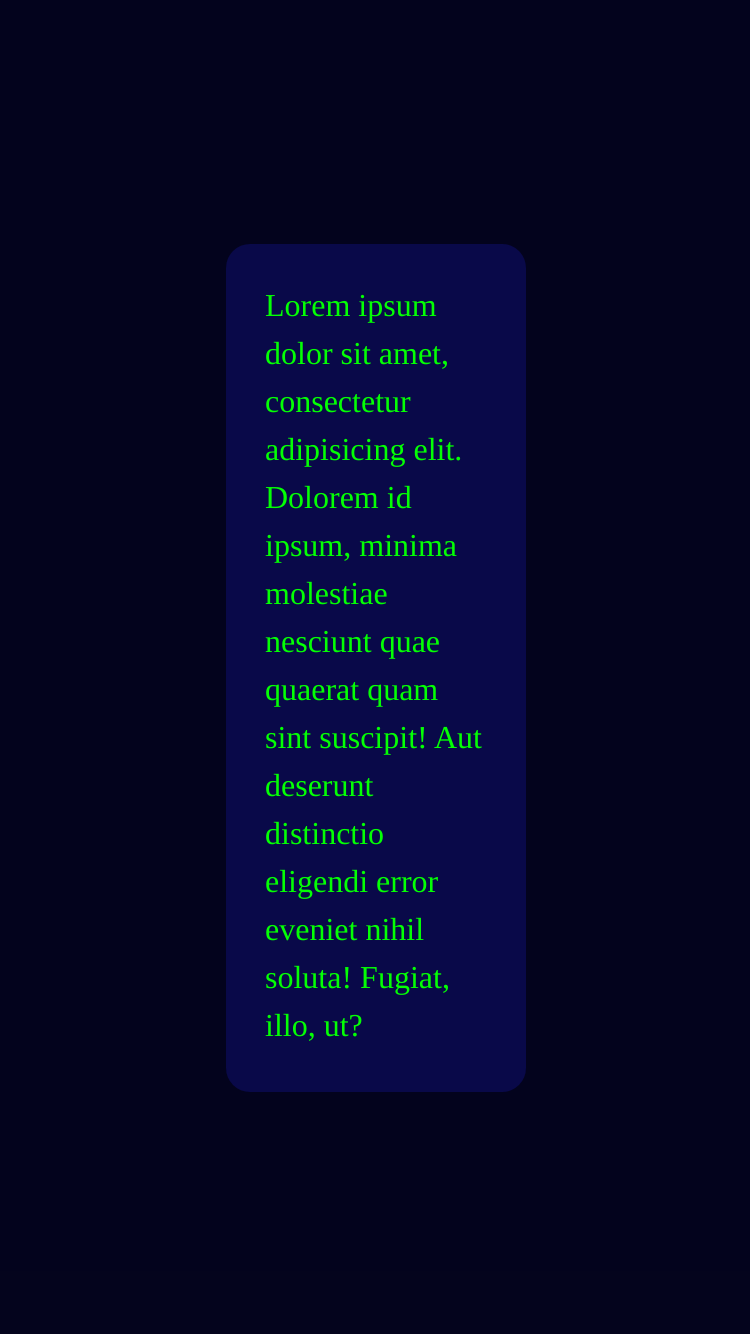 Lorem ipsum
dolor sit amet,
consectetur
adipisicing elit.
Dolorem id
ipsum, minima
molestiae
nesciunt quae
quaerat quam
sint suscipit! Aut
deserunt
distinctio
eligendi error
eveniet nihil
soluta! Fugiat,
illo, ut?